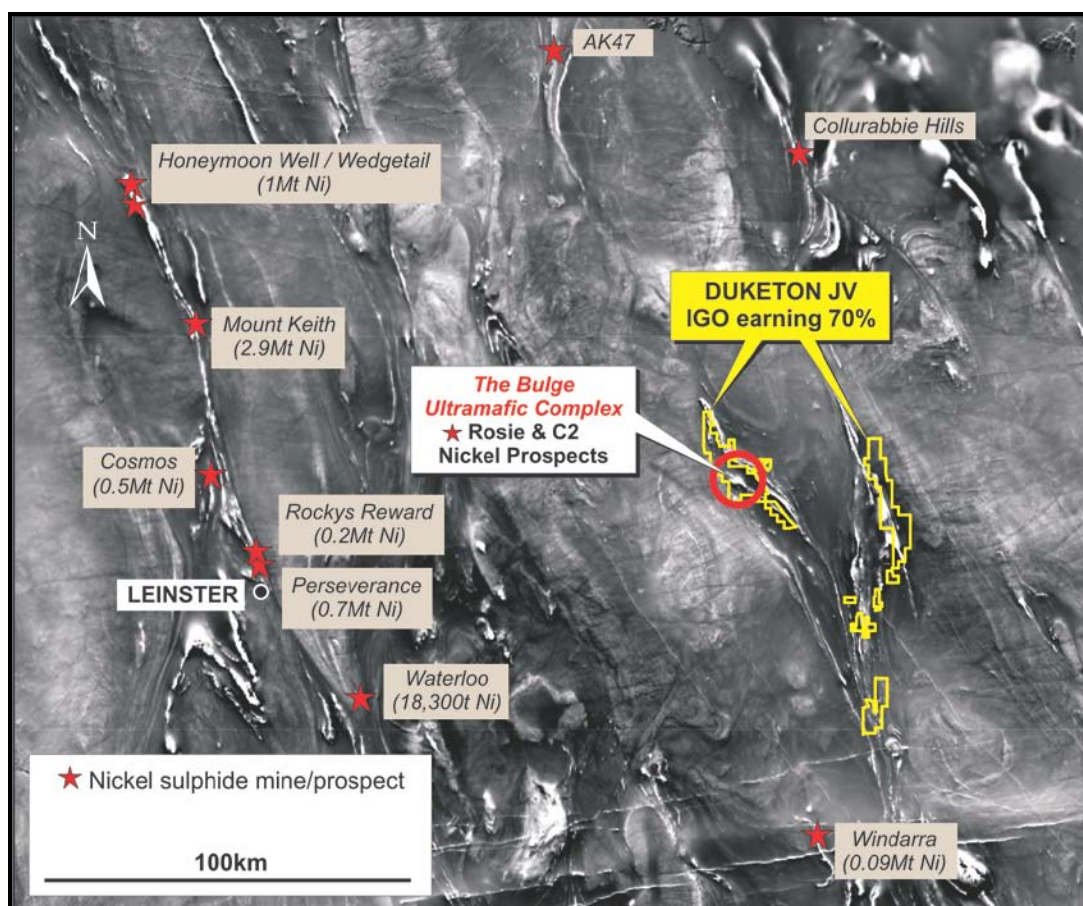 AK47
Collurabbie Hills
Honeymoon Well / Wedgetail
(1Mt Ni)
N
Mount Keith
(2.9Mt Ni)
DUKETON JV
IGO earning 70%
The Bulge
Ultramafic Complex
Rosie & C2
Nickel Prospects
Cosmos
(0.5Mt Ni)
Rockys Reward
(0.2Mt Ni)
LEINSTER
Perseverance
(0.7Mt Ni)
Waterloo
(18,300t Ni)
Nickel sulphide mine/prospect
100km
Windarra
(0.09Mt Ni)